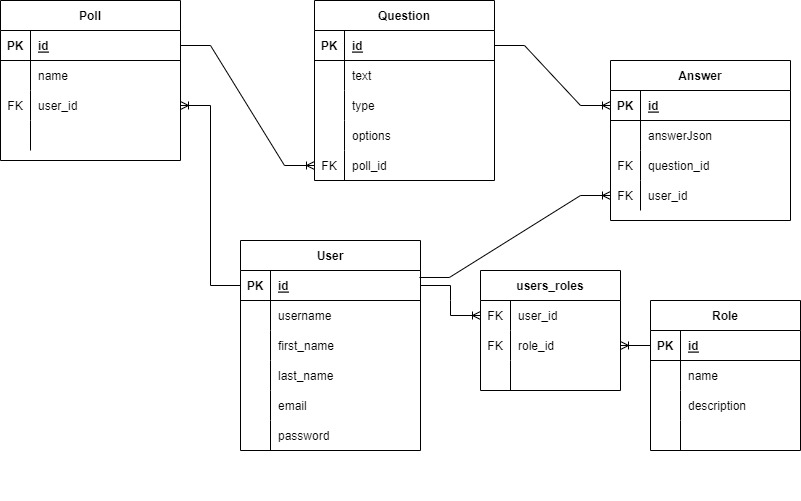 Poll
PK id
name
FK user_id
Question
PK id
text
type
options
FK poll_id
Answer
PK id
answerJson
FK question_id
FK user_id
User
PK id
username
first_name
last_name
email
password
users_roles
FK user_id
FK role_id
Role
PK id
name
description